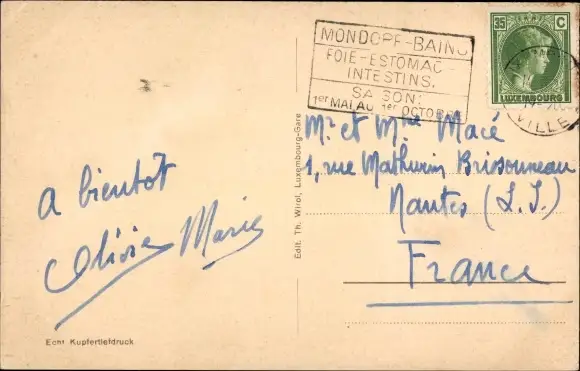 MONDORF-BAINS
FOIE-ESTOMAC-
INTESTINS.
SAISON:
1er MAI AU 1er OCTOBRE
35 C
LUXEMBOURG
VILLE
Mr et Mme Macé
1, rue Mathurin Brissonneau
Nantes (L. I.)
France
A bientôt
Olivier Marie
Edit. Th. Wirol, Luxembourg-Gare
Echt Kupfertiefdruck